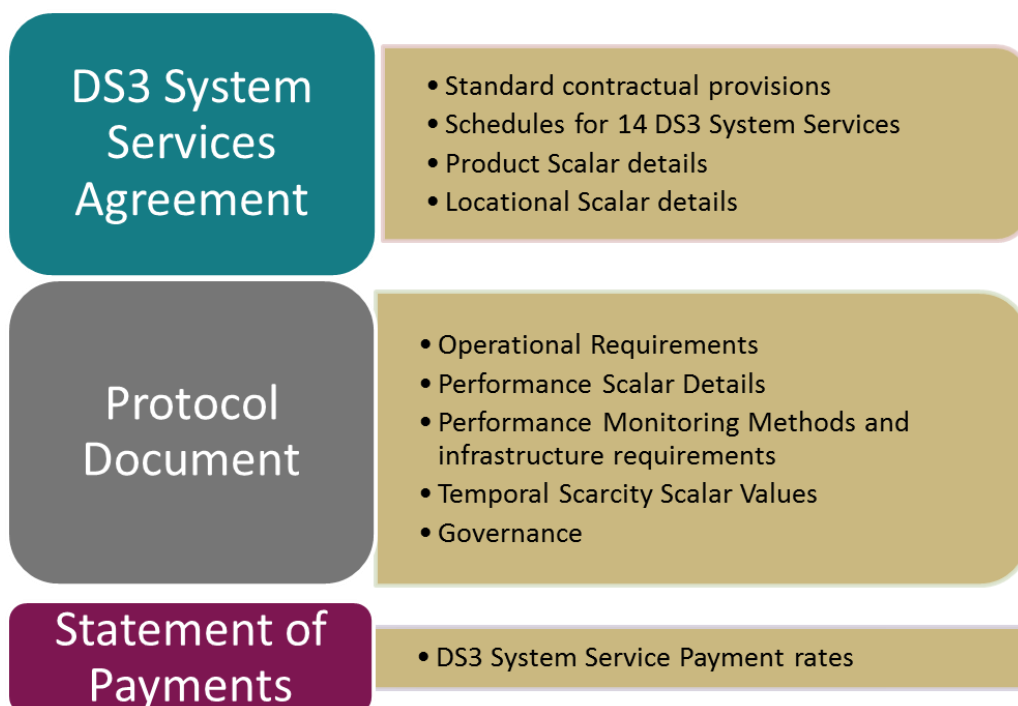 DS3 System
Services
Agreement
• Standard contractual provisions
• Schedules for 14 DS3 System Services
• Product Scalar details
• Locational Scalar details
Protocol
Document
• Operational Requirements
• Performance Scalar Details
• Performance Monitoring Methods and
infrastructure requirements
• Temporal Scarcity Scalar Values
• Governance
Statement of
Payments
• DS3 System Service Payment rates